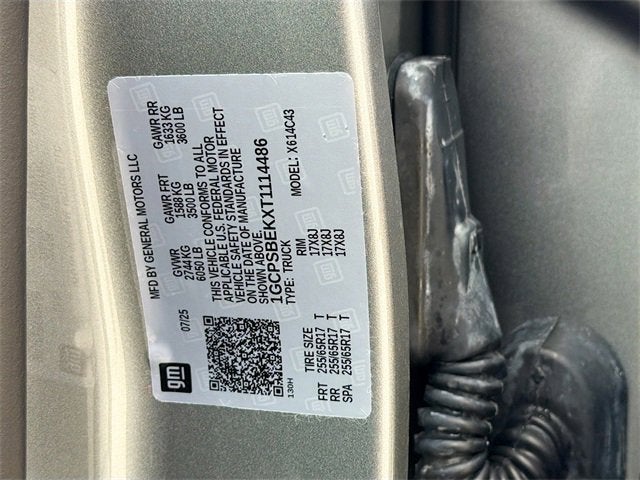 MFD BY GENERAL MOTORS LLC
gm
07/25
GVWR GAWR FRT GAWR RR
2744 KG 1588 KG 1633 KG
6050 LB 3500 LB 3600 LB
THIS VEHICLE CONFORMS TO ALL
APPLICABLE U.S. FEDERAL MOTOR
VEHICLE SAFETY STANDARDS IN EFFECT
ON THE DATE OF MANUFACTURE
SHOWN ABOVE.
1GCPSBEKXT1114486
TYPE: TRUCK MODEL: X614C43
130H
TIRE SIZE RIM
FRT 255/65R17 T 17X8J
RR 255/65R17 T 17X8J
SPA 255/65R17 T 17X8J